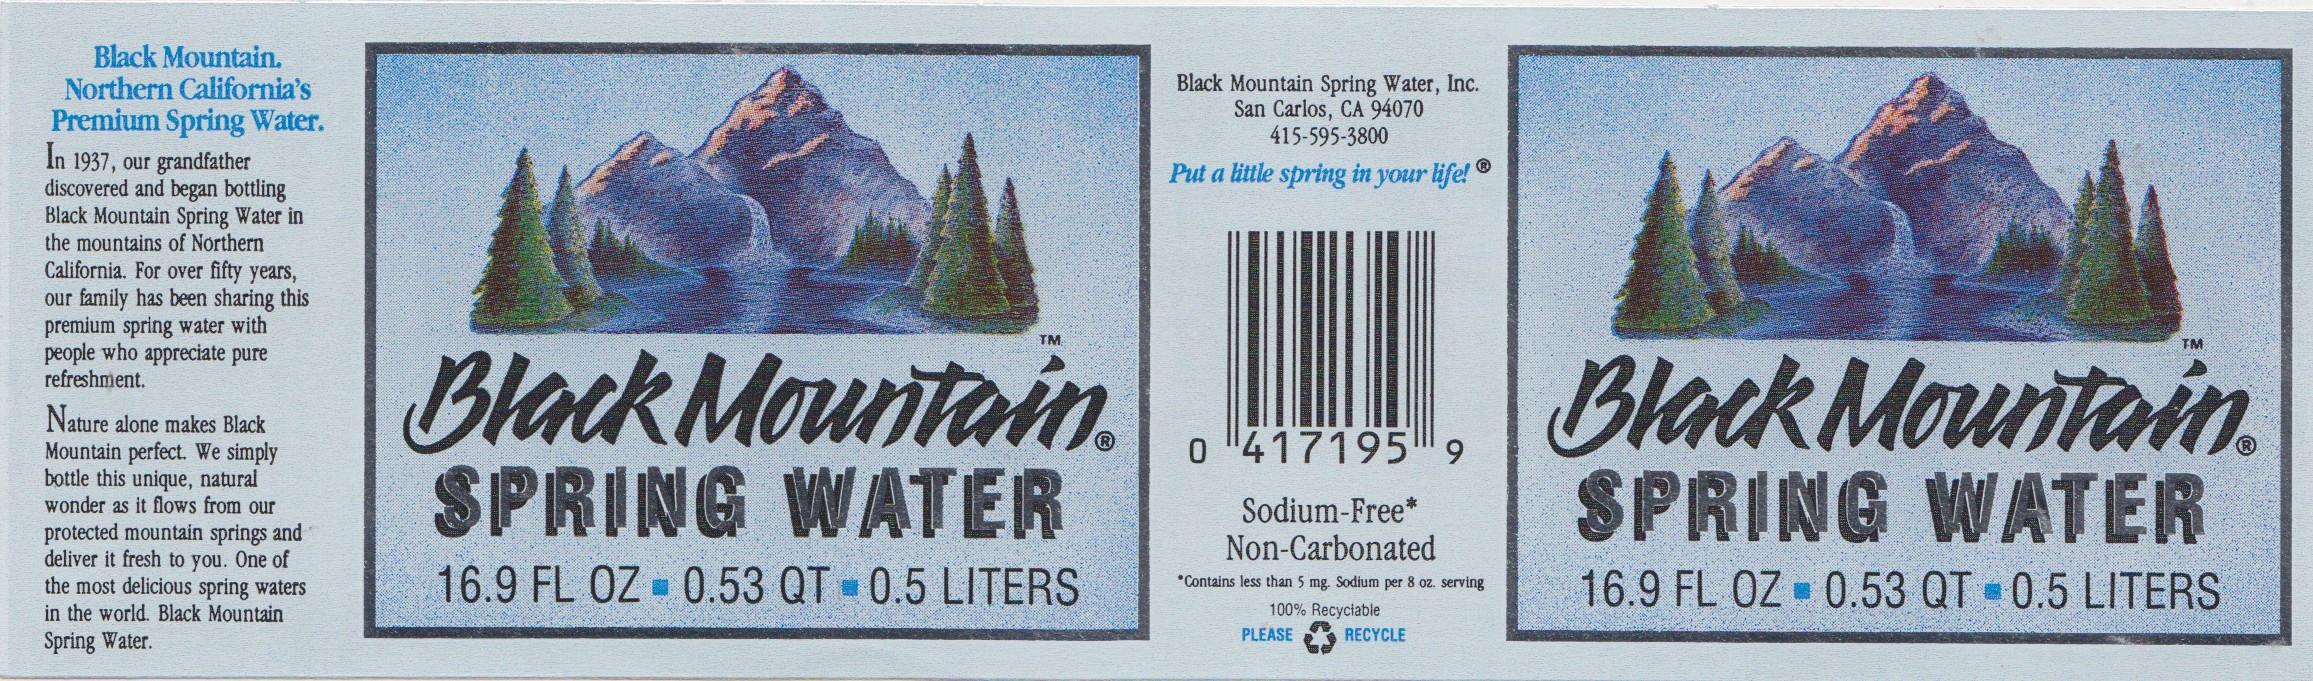 Black Mountain.
Northern California's
Premium Spring Water.
In 1937, our grandfather
discovered and began bottling
Black Mountain Spring Water in
the mountains of Northern
California. For over fifty years,
our family has been sharing this
premium spring water with
people who appreciate pure
refreshment.
Nature alone makes Black
Mountain perfect. We simply
bottle this unique, natural
wonder as it flows from our
protected mountain springs and
deliver it fresh to you. One of
the most delicious spring waters
in the world. Black Mountain
Spring Water.
TM
Black Mountain®
SPRING WATER
16.9 FL OZ ▪ 0.53 QT ▪ 0.5 LITERS
Black Mountain Spring Water, Inc.
San Carlos, CA 94070
415-595-3800
Put a little spring in your life! ®
0 417195 9
Sodium-Free*
Non-Carbonated
*Contains less than 5 mg. Sodium per 8 oz. serving
100% Recyclable
PLEASE RECYCLE
TM
Black Mountain®
SPRING WATER
16.9 FL OZ ▪ 0.53 QT ▪ 0.5 LITERS